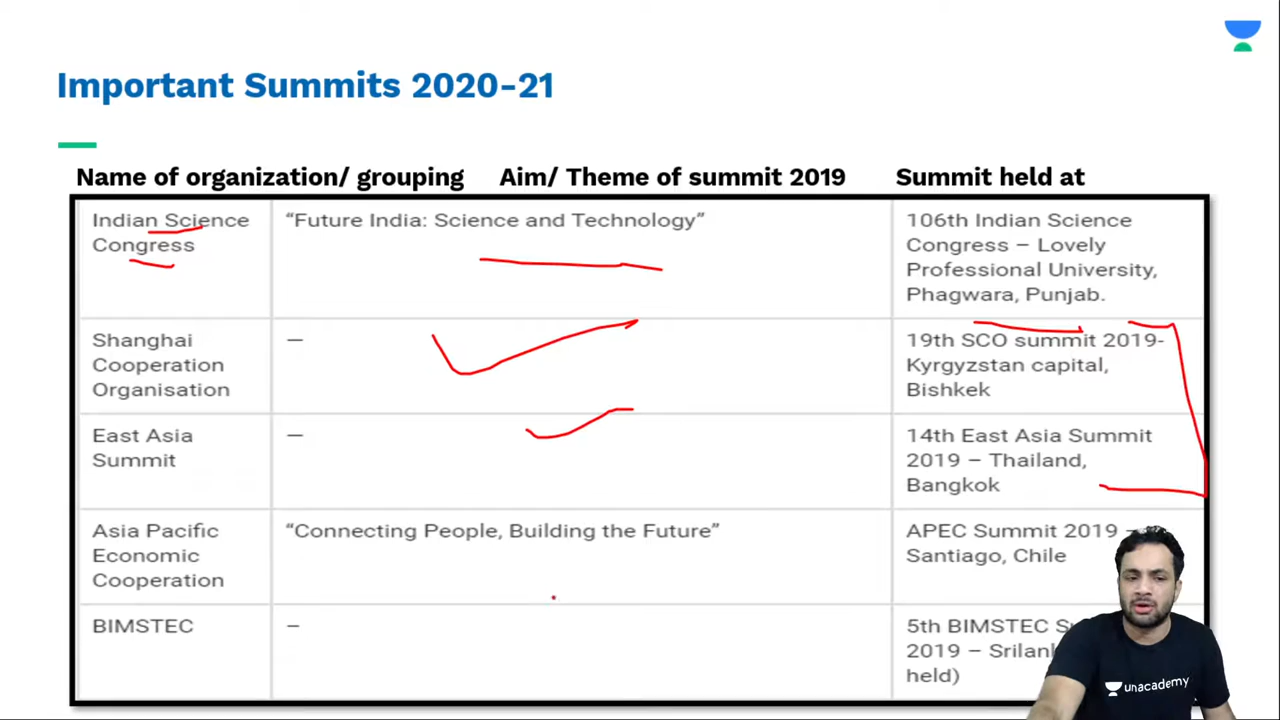 Important Summits 2020-21
Name of organization/ grouping Aim/ Theme of summit 2019 Summit held at
Indian Science
Congress
“Future India: Science and Technology”
106th Indian Science
Congress – Lovely
Professional University,
Phagwara, Punjab.
Shanghai
Cooperation
Organisation
–
19th SCO summit 2019-
Kyrgyzstan capital,
Bishkek
East Asia
Summit
–
14th East Asia Summit
2019 – Thailand,
Bangkok
Asia Pacific
Economic
Cooperation
“Connecting People, Building the Future”
APEC Summit 2019 –
Santiago, Chile
BIMSTEC
–
5th BIMSTEC
2019 –
held)
unacademy